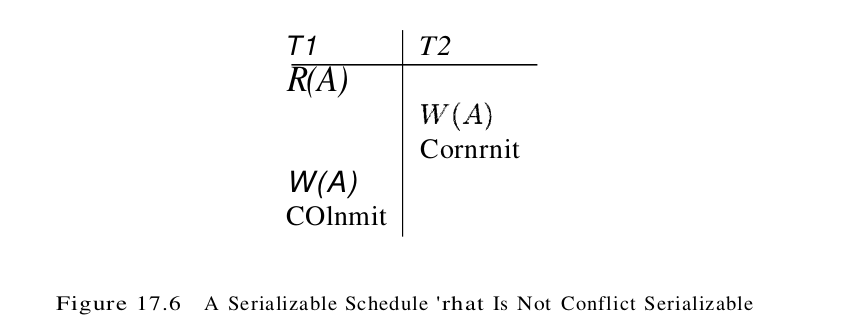 T1 T2
R(A)
W(A)
Cornrnit
W(A)
COlnmit
Figure 17.6 A Serializable Schedule 'rhat Is Not Conflict Serializable